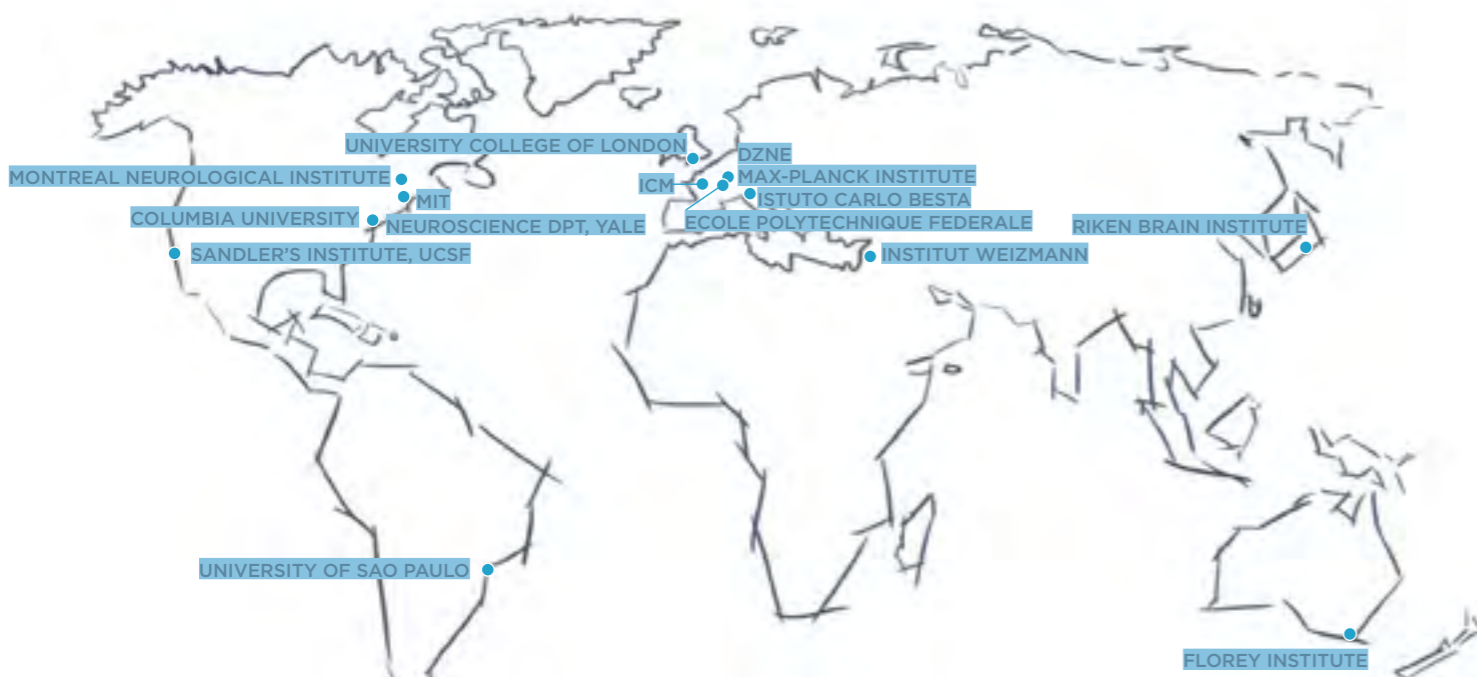 UNIVERSITY COLLEGE OF LONDON
DZNE
MONTREAL NEUROLOGICAL INSTITUTE
ICM
MAX-PLANCK INSTITUTE
MIT
ISTUTO CARLO BESTA
COLUMBIA UNIVERSITY
NEUROSCIENCE DPT, YALE
ECOLE POLYTECHNIQUE FEDERALE
RIKEN BRAIN INSTITUTE
SANDLER'S INSTITUTE, UCSF
INSTITUT WEIZMANN
UNIVERSITY OF SAO PAULO
FLOREY INSTITUTE